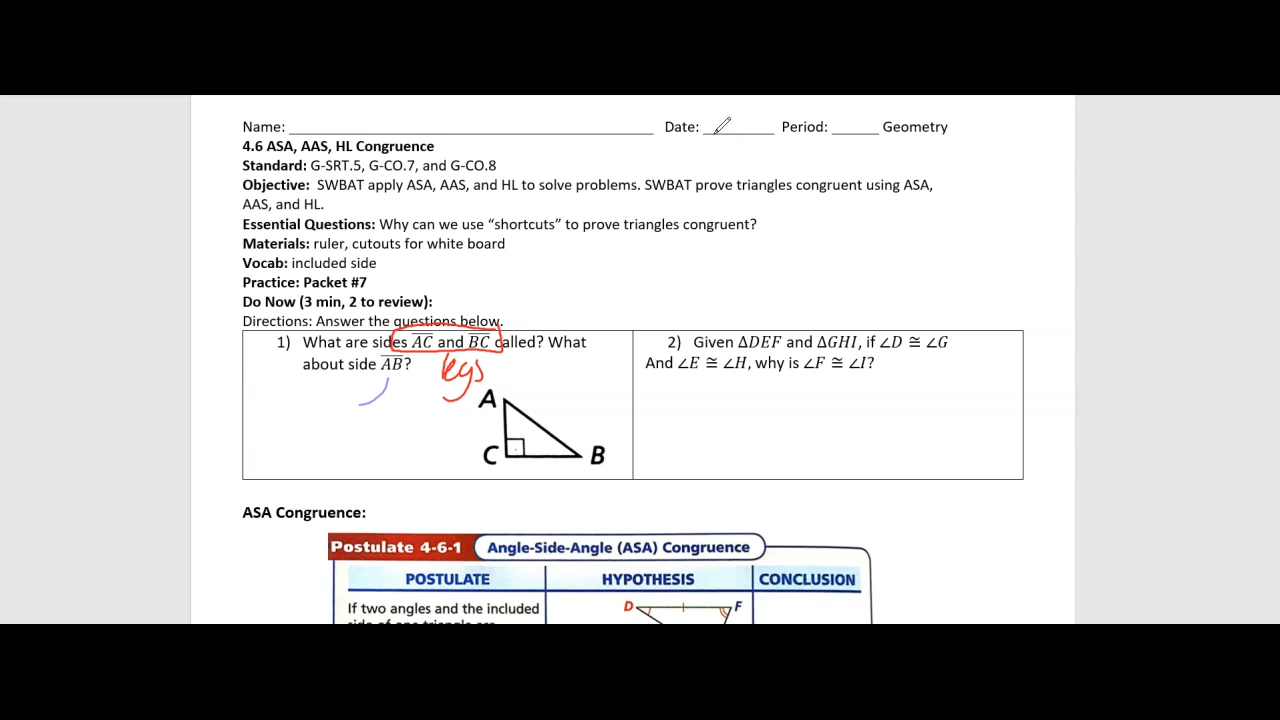 Name: ______________________ Date: ________ Period: ______ Geometry
4.6 ASA, AAS, HL Congruence
Standard: G-SRT.5, G-CO.7, and G-CO.8
Objective: SWBAT apply ASA, AAS, and HL to solve problems. SWBAT prove triangles congruent using ASA,
AAS, and HL.
Essential Questions: Why can we use “shortcuts” to prove triangles congruent?
Materials: ruler, cutouts for white board
Vocab: included side
Practice: Packet #7
Do Now (3 min, 2 to review):
Directions: Answer the questions below.
1) What are sides AC and BC called? What
about side AB?
legs
A
C
B
2) Given ΔDEF and ΔGHI, if ∠D ≅ ∠G
And ∠E ≅ ∠H, why is ∠F ≅ ∠I?
ASA Congruence:
Postulate 4-6-1 Angle-Side-Angle (ASA) Congruence
POSTULATE HYPOTHESIS CONCLUSION
If two angles and the included
D F